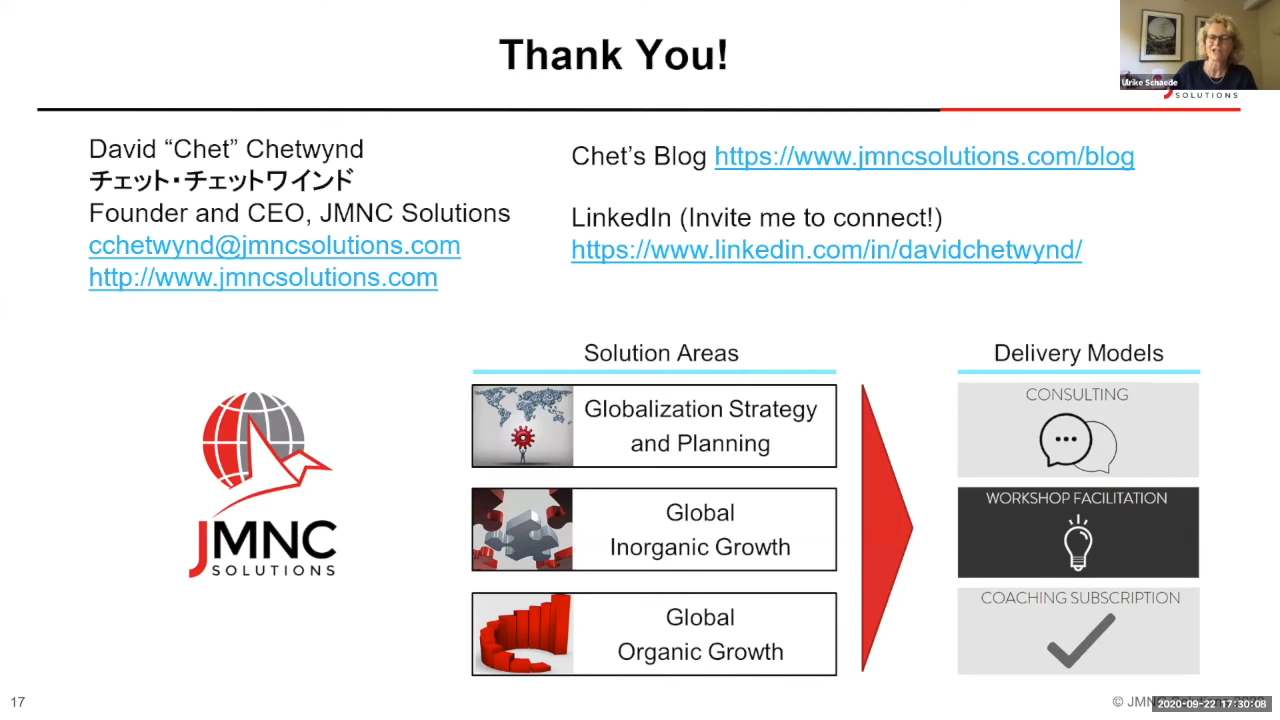 Thank You!
Ulrike Schaede
SOLUTIONS
David “Chet” Chetwynd
チェット・チェットワインド
Founder and CEO, JMNC Solutions
cchetwynd@jmncsolutions.com
http://www.jmncsolutions.com
Chet’s Blog https://www.jmncsolutions.com/blog
LinkedIn (Invite me to connect!)
https://www.linkedin.com/in/davidchetwynd/
JMNC
SOLUTIONS
Solution Areas
Globalization Strategy
and Planning
Global
Inorganic Growth
Global
Organic Growth
Delivery Models
CONSULTING
WORKSHOP FACILITATION
COACHING SUBSCRIPTION
17
© JMNC
2020-09-22 17:30:08